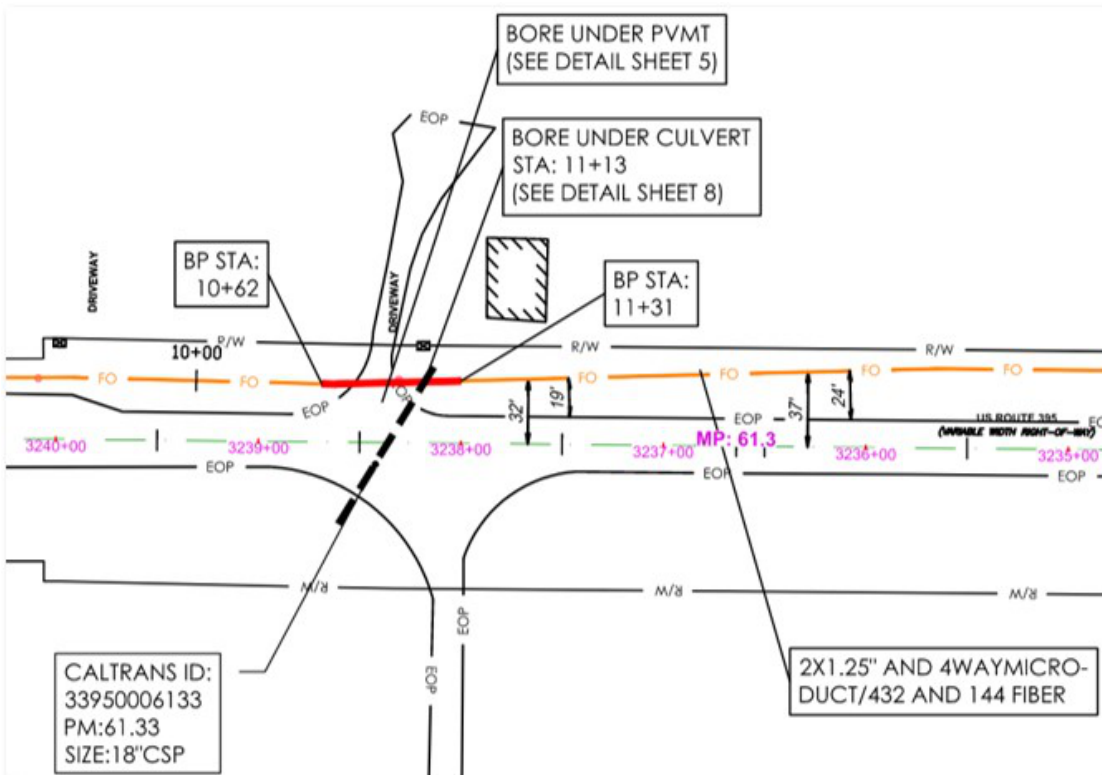 BORE UNDER PVMT
(SEE DETAIL SHEET 5)
EOP
BORE UNDER CULVERT
STA: 11+13
(SEE DETAIL SHEET 8)
BP STA:
10+62
DRIVEWAY
DRIVEWAY
BP STA:
11+31
R/W
R/W
R/W
10+00
FO
FO
FO
FO
FO
FO
EOP
EOP
EOP
32'
19'
37'
24'
US ROUTE 395
(VARIABLE WIDTH RIGHT-OF-WAY)
MP: 61.3
3240+00
3239+00
3238+00
3237+00
3236+00
3235+00
EOP
EOP
EOP
R/W
R/W
R/W
EOP
EOP
CALTRANS ID:
33950006133
PM:61.33
SIZE:18"CSP
2X1.25" AND 4WAYMICRO-
DUCT/432 AND 144 FIBER